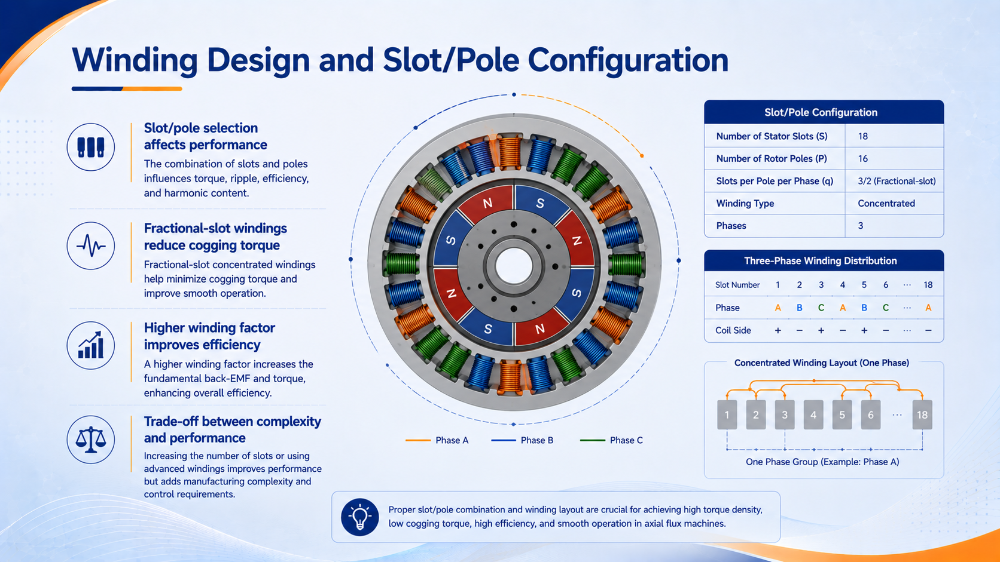 Winding Design and Slot/Pole Configuration
Slot/pole selection
affects performance
The combination of slots and poles
influences torque, ripple, efficiency,
and harmonic content.
Fractional-slot windings
reduce cogging torque
Fractional-slot concentrated windings
help minimize cogging torque and
improve smooth operation.
Higher winding factor
improves efficiency
A higher winding factor increases the
fundamental back-EMF and torque,
enhancing overall efficiency.
Trade-off between complexity
and performance
Increasing the number of slots or using
advanced windings improves performance
but adds manufacturing complexity and
control requirements.
N S
S N
N S
S N
Phase A Phase B Phase C
Slot/Pole Configuration
Number of Stator Slots (S) 18
Number of Rotor Poles (P) 16
Slots per Pole per Phase (q) 3/2 (Fractional-slot)
Winding Type Concentrated
Phases 3
Three-Phase Winding Distribution
Slot Number 1 2 3 4 5 6 ... 18
Phase A B C A B C ... A
Coil Side + − + − + − ... −
Concentrated Winding Layout (One Phase)
1 2 3 4 5 6 ... 18
One Phase Group (Example: Phase A)
Proper slot/pole combination and winding layout are crucial for achieving high torque density,
low cogging torque, high efficiency, and smooth operation in axial flux machines.